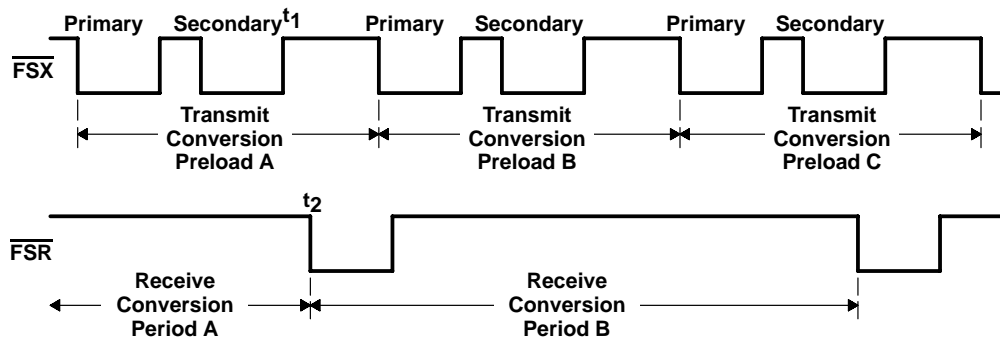 Primary Secondary t1 Primary Secondary Primary Secondary
FSX
Transmit
Conversion
Preload A
Transmit
Conversion
Preload B
Transmit
Conversion
Preload C
t2
FSR
Receive
Conversion
Period A
Receive
Conversion
Period B